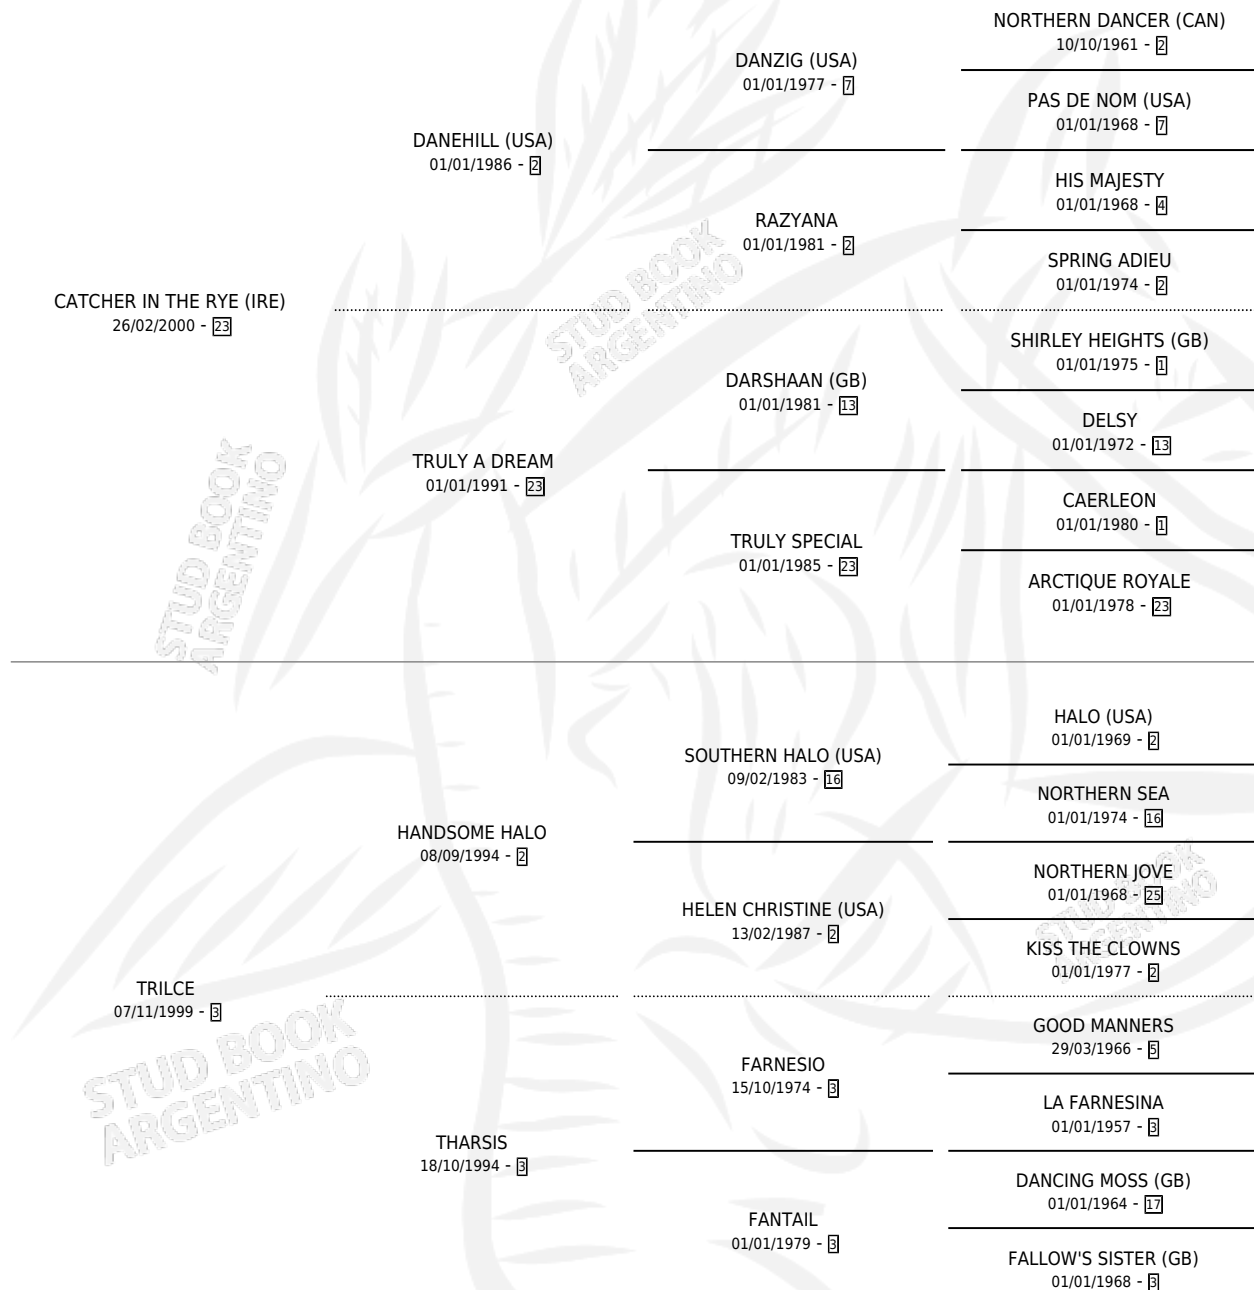 NORTHERN DANCER (CAN)
10/10/1961 - 2
DANZIG (USA)
01/01/1977 - 7
PAS DE NOM (USA)
01/01/1968 - 7
DANEHILL (USA)
01/01/1986 - 2
HIS MAJESTY
01/01/1968 - 4
RAZYANA
01/01/1981 - 2
SPRING ADIEU
01/01/1974 - 2
CATCHER IN THE RYE (IRE)
26/02/2000 - 23
SHIRLEY HEIGHTS (GB)
01/01/1975 - 1
DARSHAAN (GB)
01/01/1981 - 13
DELSY
01/01/1972 - 13
TRULY A DREAM
01/01/1991 - 23
CAERLEON
01/01/1980 - 1
TRULY SPECIAL
01/01/1985 - 23
ARCTIQUE ROYALE
01/01/1978 - 23
HALO (USA)
01/01/1969 - 2
SOUTHERN HALO (USA)
09/02/1983 - 16
NORTHERN SEA
01/01/1974 - 16
HANDSOME HALO
08/09/1994 - 2
NORTHERN JOVE
01/01/1968 - 25
HELEN CHRISTINE (USA)
13/02/1987 - 2
KISS THE CLOWNS
01/01/1977 - 2
TRILCE
07/11/1999 - 3
GOOD MANNERS
29/03/1966 - 5
FARNESIO
15/10/1974 - 3
LA FARNESINA
01/01/1957 - 3
THARSIS
18/10/1994 - 3
DANCING MOSS (GB)
01/01/1964 - 17
FANTAIL
01/01/1979 - 3
FALLOW'S SISTER (GB)
01/01/1968 - 3
STUD BOOK
ARGENTINO
STUD BOOK
ARGENTINO
STUD BOOK
ARGENTINO
STUD BOOK
ARGENTINO